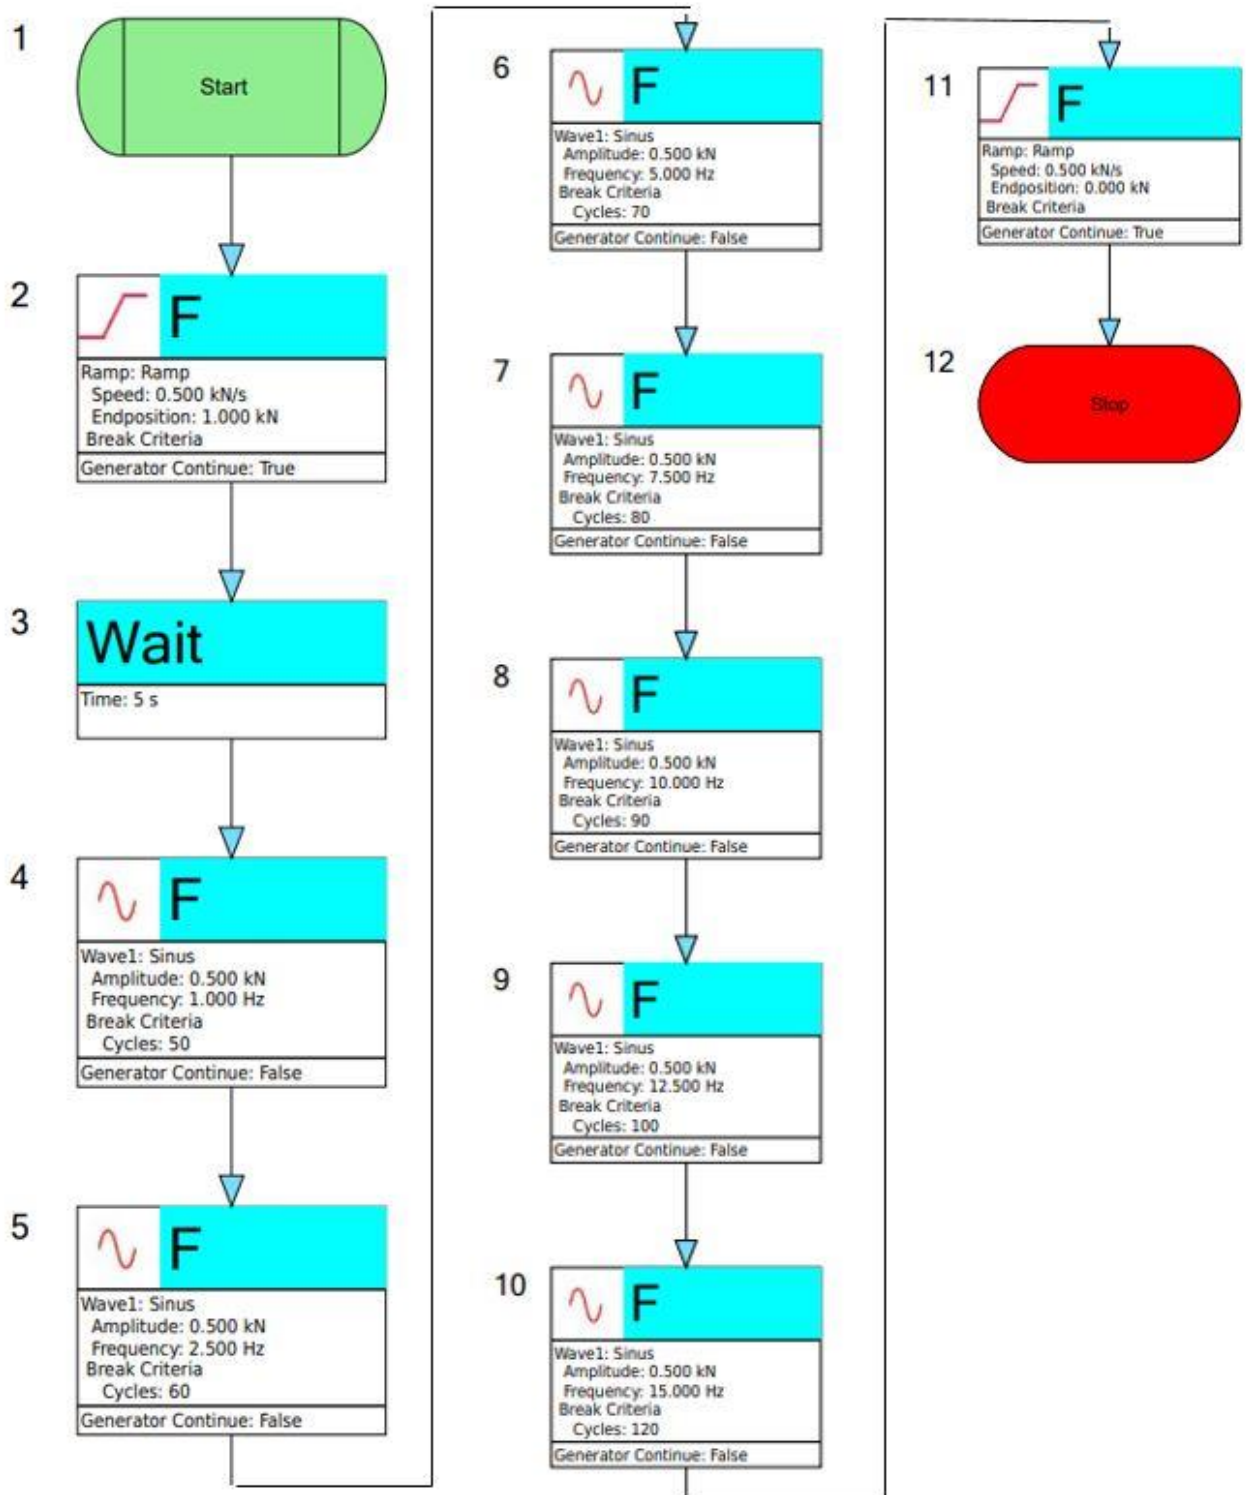 1
Start
2
F
Ramp: Ramp
Speed: 0.500 kN/s
Endposition: 1.000 kN
Break Criteria
Generator Continue: True
3
Wait
Time: 5 s
4
F
Wave1: Sinus
Amplitude: 0.500 kN
Frequency: 1.000 Hz
Break Criteria
Cycles: 50
Generator Continue: False
5
F
Wave1: Sinus
Amplitude: 0.500 kN
Frequency: 2.500 Hz
Break Criteria
Cycles: 60
Generator Continue: False
6
F
Wave1: Sinus
Amplitude: 0.500 kN
Frequency: 5.000 Hz
Break Criteria
Cycles: 70
Generator Continue: False
7
F
Wave1: Sinus
Amplitude: 0.500 kN
Frequency: 7.500 Hz
Break Criteria
Cycles: 80
Generator Continue: False
8
F
Wave1: Sinus
Amplitude: 0.500 kN
Frequency: 10.000 Hz
Break Criteria
Cycles: 90
Generator Continue: False
9
F
Wave1: Sinus
Amplitude: 0.500 kN
Frequency: 12.500 Hz
Break Criteria
Cycles: 100
Generator Continue: False
10
F
Wave1: Sinus
Amplitude: 0.500 kN
Frequency: 15.000 Hz
Break Criteria
Cycles: 120
Generator Continue: False
11
F
Ramp: Ramp
Speed: 0.500 kN/s
Endposition: 0.000 kN
Break Criteria
Generator Continue: True
12
Stop